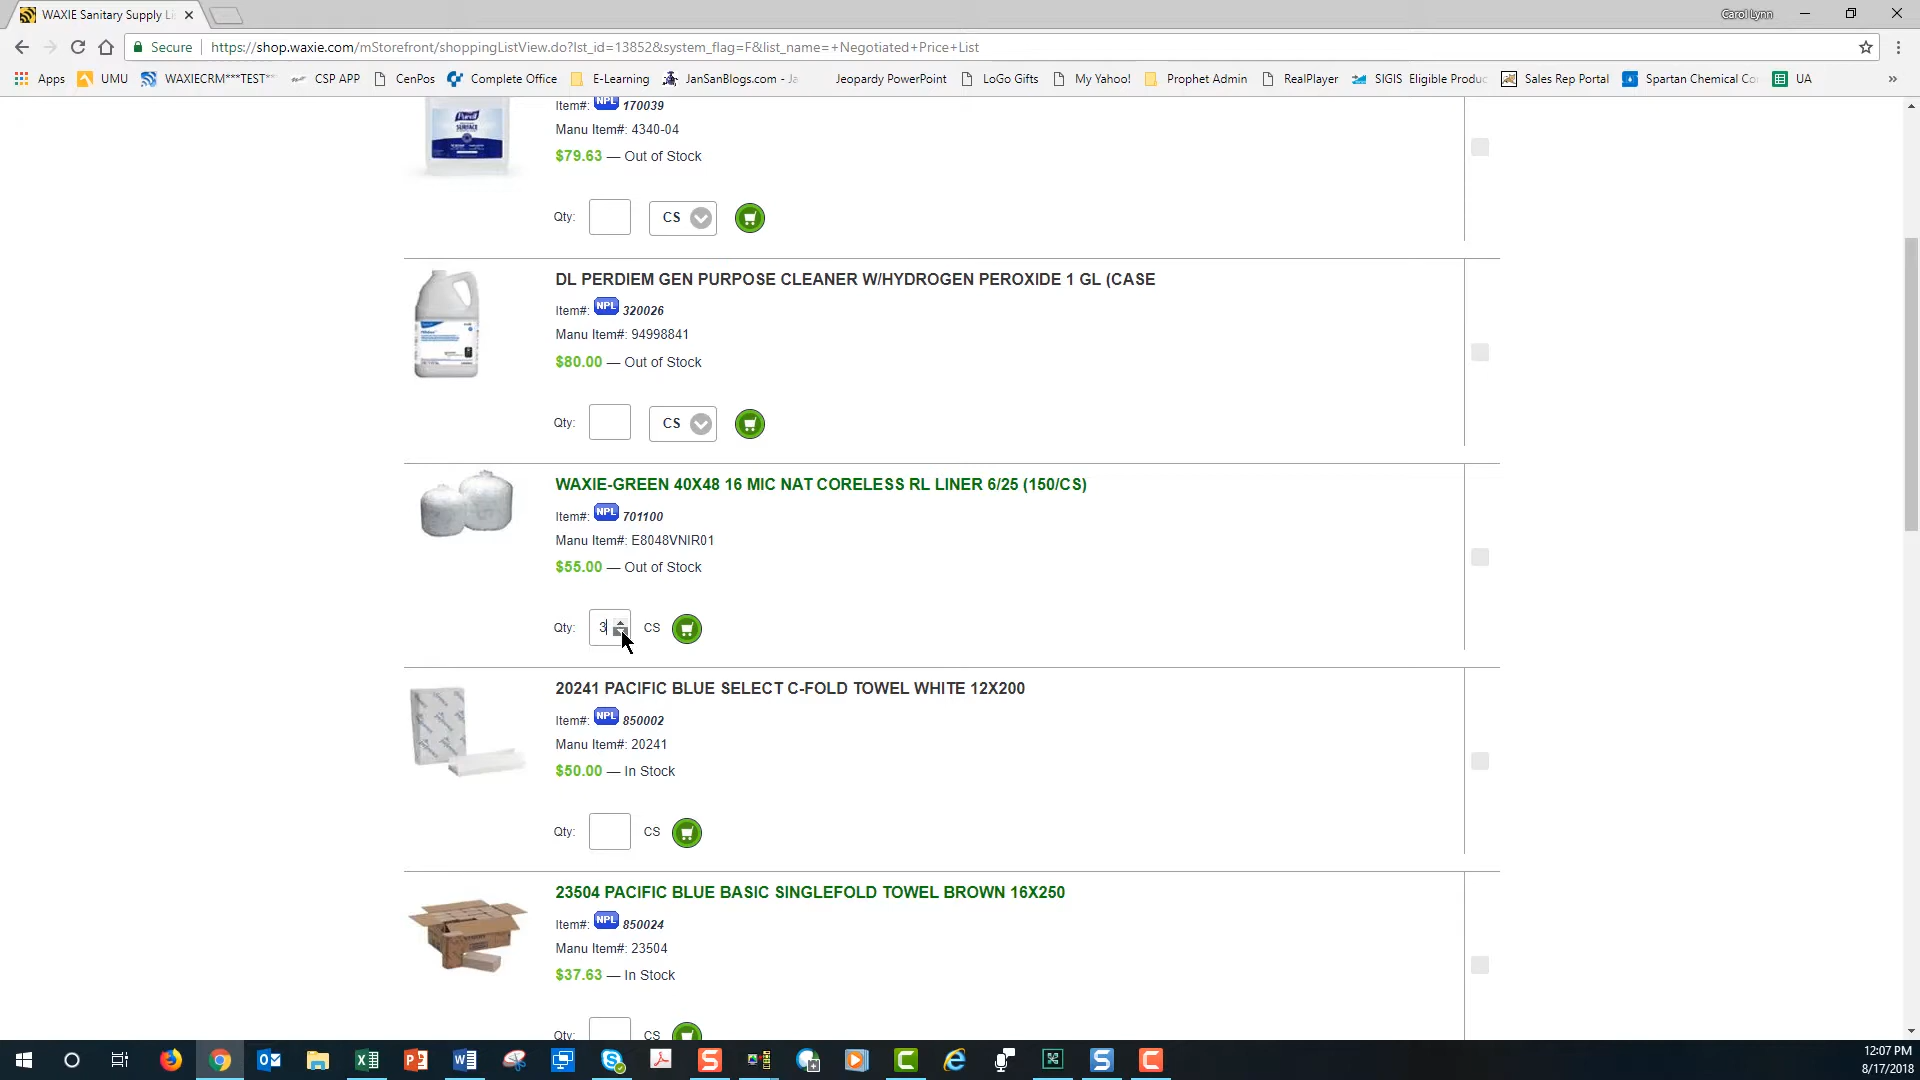 WAXIE Sanitary Supply Li
Carol Lynn
Secure https://shop.waxie.com/mStorefront/shoppingListView.do?lst_id=13852&system_flag=F&list_name=+Negotiated+Price+List
Apps UMU WAXIECRM***TEST** CSP APP CenPos Complete Office E-Learning JanSanBlogs.com - Ja Jeopardy PowerPoint LoGo Gifts My Yahoo! Prophet Admin RealPlayer SIGIS Eligible Produc Sales Rep Portal Spartan Chemical Co UA »
Item#: NPL 170039
Manu Item#: 4340-04
$79.63 — Out of Stock
Qty: CS
DL PERDIEM GEN PURPOSE CLEANER W/HYDROGEN PEROXIDE 1 GL (CASE
Item#: NPL 320026
Manu Item#: 94998841
$80.00 — Out of Stock
Qty: CS
WAXIE-GREEN 40X48 16 MIC NAT CORELESS RL LINER 6/25 (150/CS)
Item#: NPL 701100
Manu Item#: E8048VNIR01
$55.00 — Out of Stock
Qty: 3 CS
20241 PACIFIC BLUE SELECT C-FOLD TOWEL WHITE 12X200
Item#: NPL 850002
Manu Item#: 20241
$50.00 — In Stock
Qty: CS
23504 PACIFIC BLUE BASIC SINGLEFOLD TOWEL BROWN 16X250
Item#: NPL 850024
Manu Item#: 23504
$37.63 — In Stock
Qty: CS
12:07 PM
8/17/2018